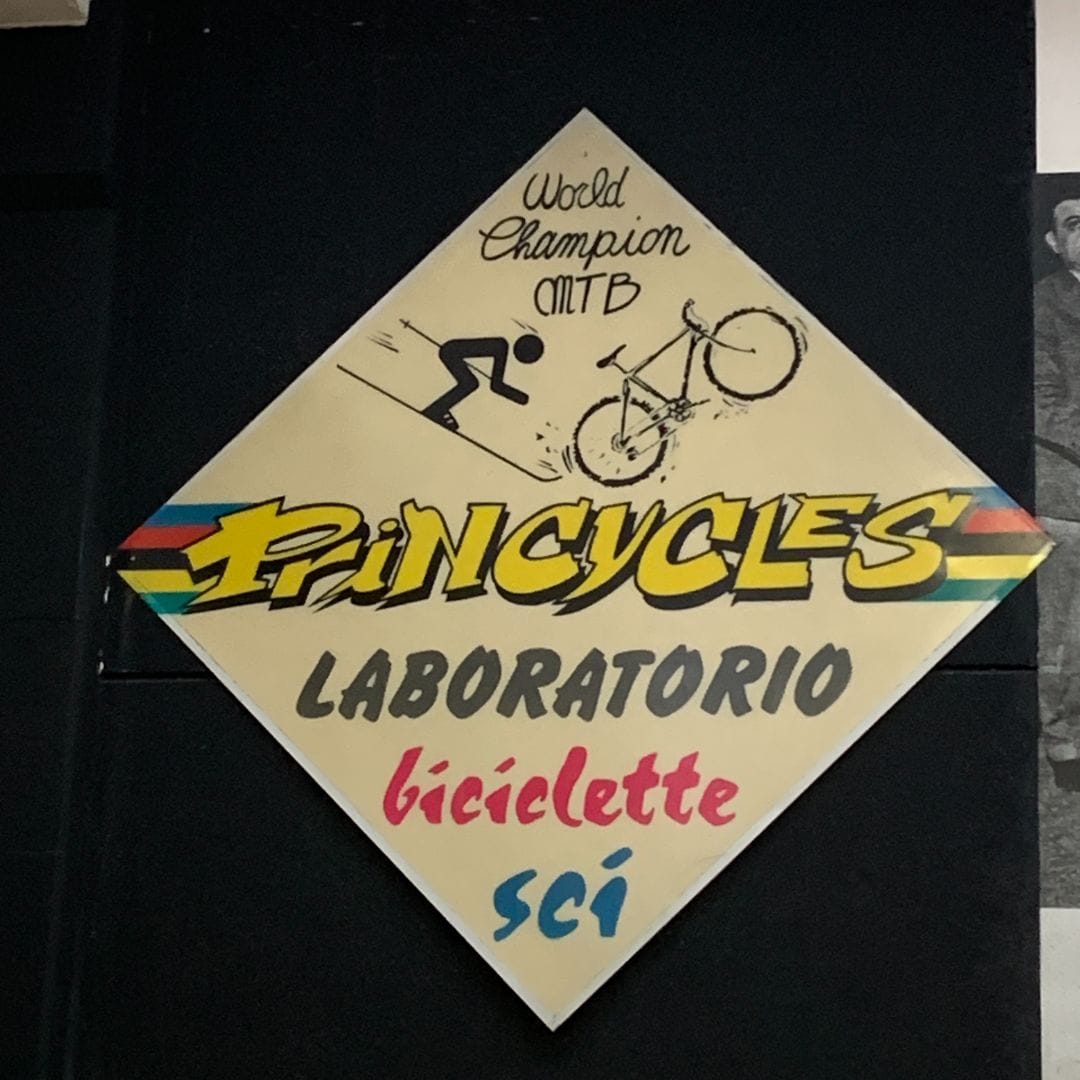 World
Champion
MTB
PriNCyCLES
LABORATORIO
biciclette
sci